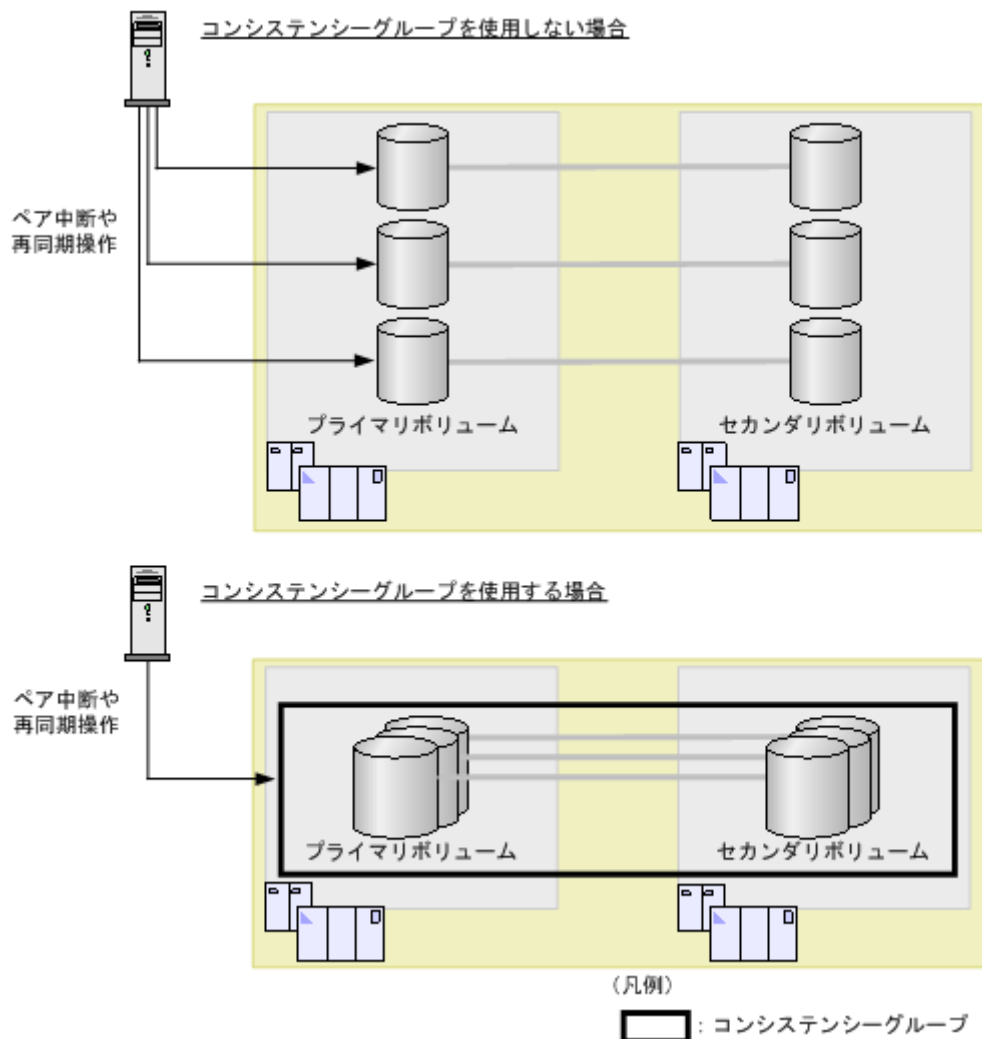 コンシステンシーグループを使用しない場合
ペア中断や
再同期操作
プライマリボリューム
セカンダリボリューム
コンシステンシーグループを使用する場合
ペア中断や
再同期操作
プライマリボリューム
セカンダリボリューム
(凡例)
: コンシステンシーグループ